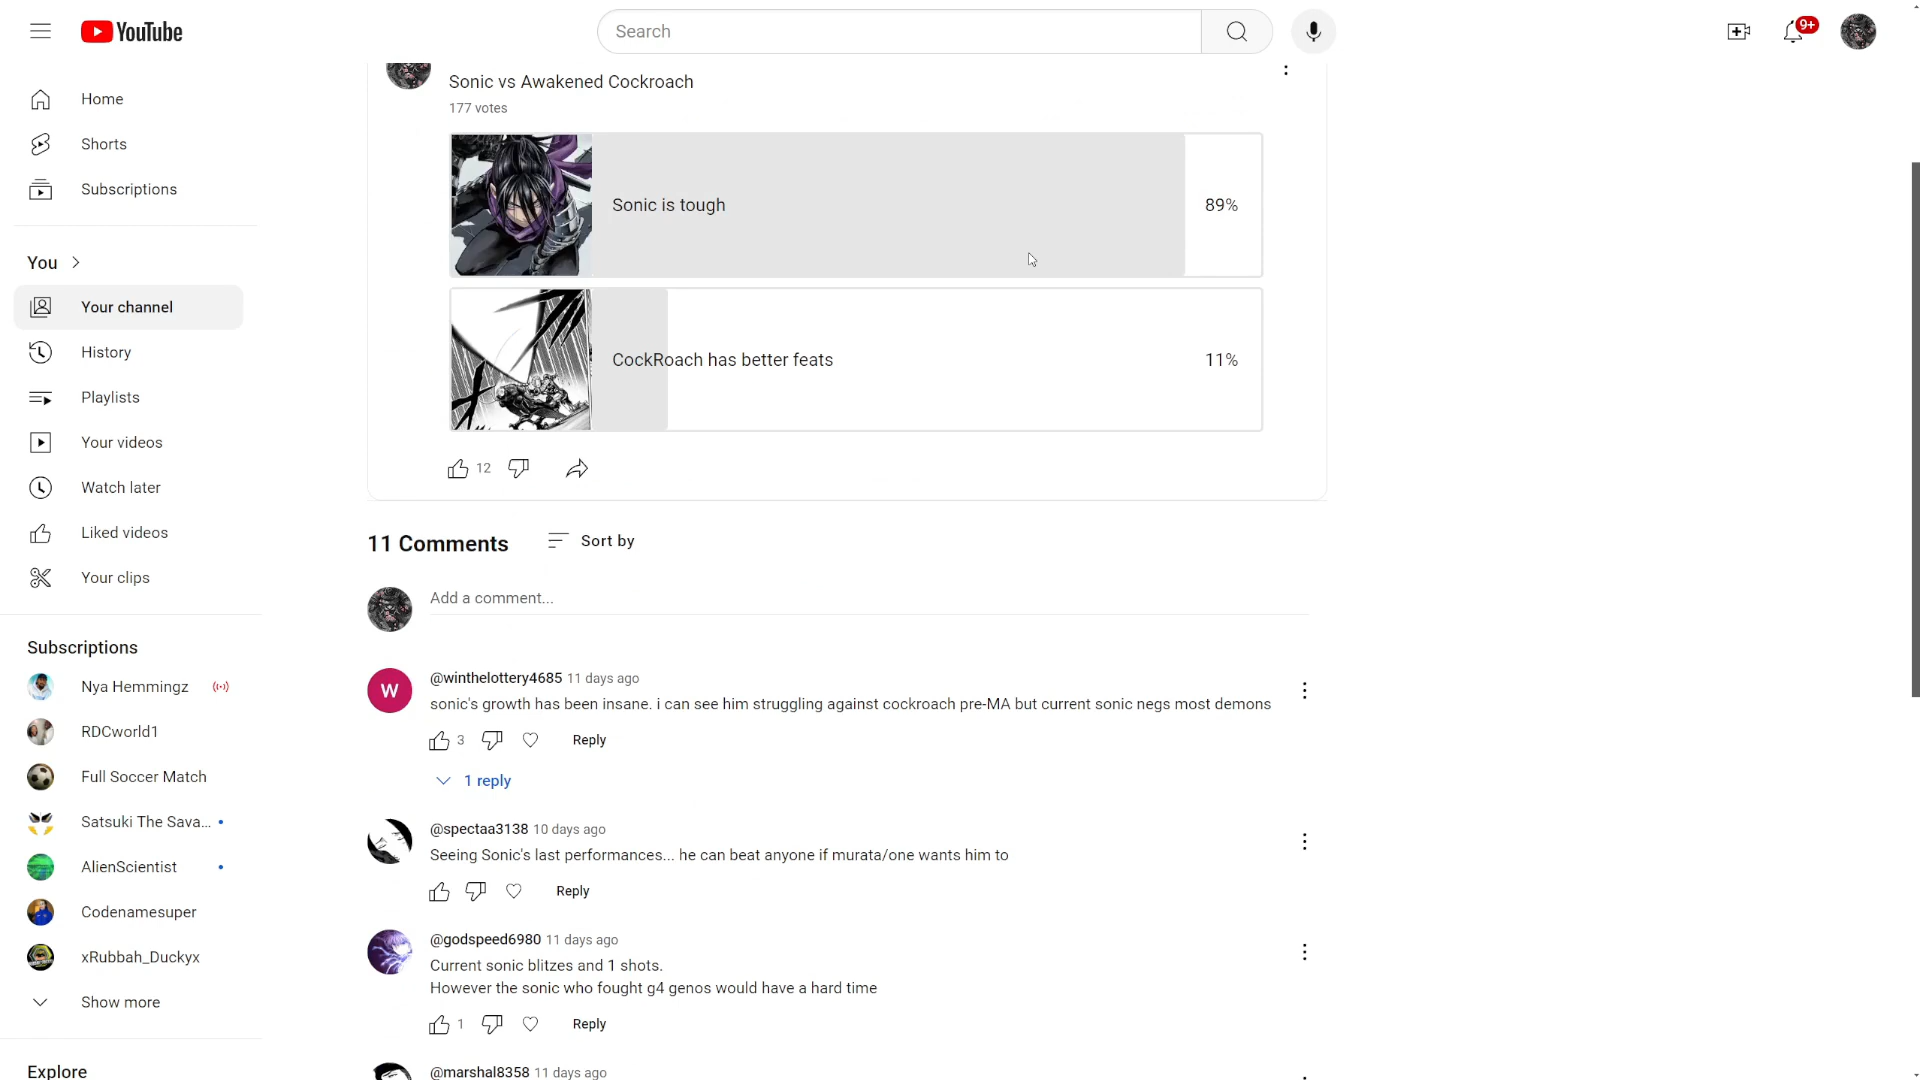 YouTube
Search
9+
Home
Shorts
Subscriptions
You
Your channel
History
Playlists
Your videos
Watch later
Liked videos
Your clips
Subscriptions
Nya Hemmingz
RDCworld1
Full Soccer Match
Satsuki The Sava...
AlienScientist
Codenamesuper
xRubbah_Duckyx
Show more
Explore
Sonic vs Awakened Cockroach
177 votes
Sonic is tough
89%
CockRoach has better feats
11%
12
11 Comments
Sort by
Add a comment...
W
@winthelottery4685 11 days ago
sonic's growth has been insane. i can see him struggling against cockroach pre-MA but current sonic negs most demons
3
Reply
1 reply
@spectaa3138 10 days ago
Seeing Sonic's last performances... he can beat anyone if murata/one wants him to
Reply
@godspeed6980 11 days ago
Current sonic blitzes and 1 shots.
However the sonic who fought g4 genos would have a hard time
1
Reply
@marshal8358 11 days ago